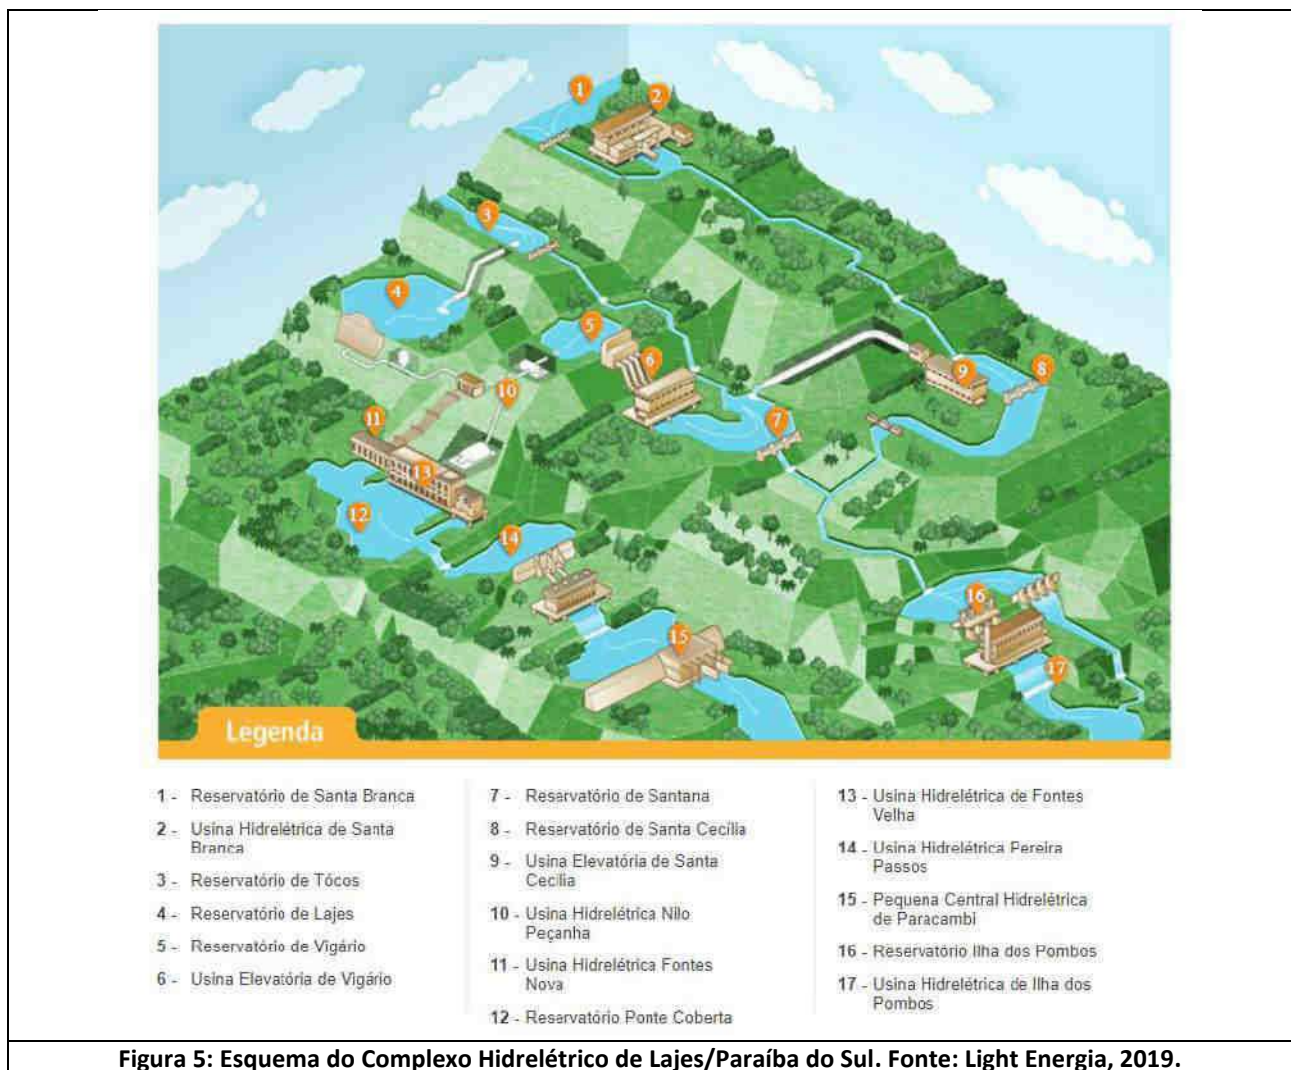 1
2
3
4
5
6
7
8
9
10
11
12
13
14
15
16
17
Legenda
1 - Reservatório de Santa Branca
2 - Usina Hidrelétrica de Santa
Branca
3 - Reservatório de Tócos
4 - Reservatório de Lajes
5 - Reservatório de Vigário
6 - Usina Elevatória de Vigário
7 - Reservatório de Santana
8 - Reservatório de Santa Cecília
9 - Usina Elevatória de Santa
Cecília
10 - Usina Hidrelétrica Nilo
Peçanha
11 - Usina Hidrelétrica Fontes
Nova
12 - Reservatório Ponte Coberta
13 - Usina Hidrelétrica de Fontes
Velha
14 - Usina Hidrelétrica Pereira
Passos
15 - Pequena Central Hidrelétrica
de Paracambi
16 - Reservatório Ilha dos Pombos
17 - Usina Hidrelétrica de Ilha dos
Pombos
Figura 5: Esquema do Complexo Hidrelétrico de Lajes/Paraíba do Sul. Fonte: Light Energia, 2019.